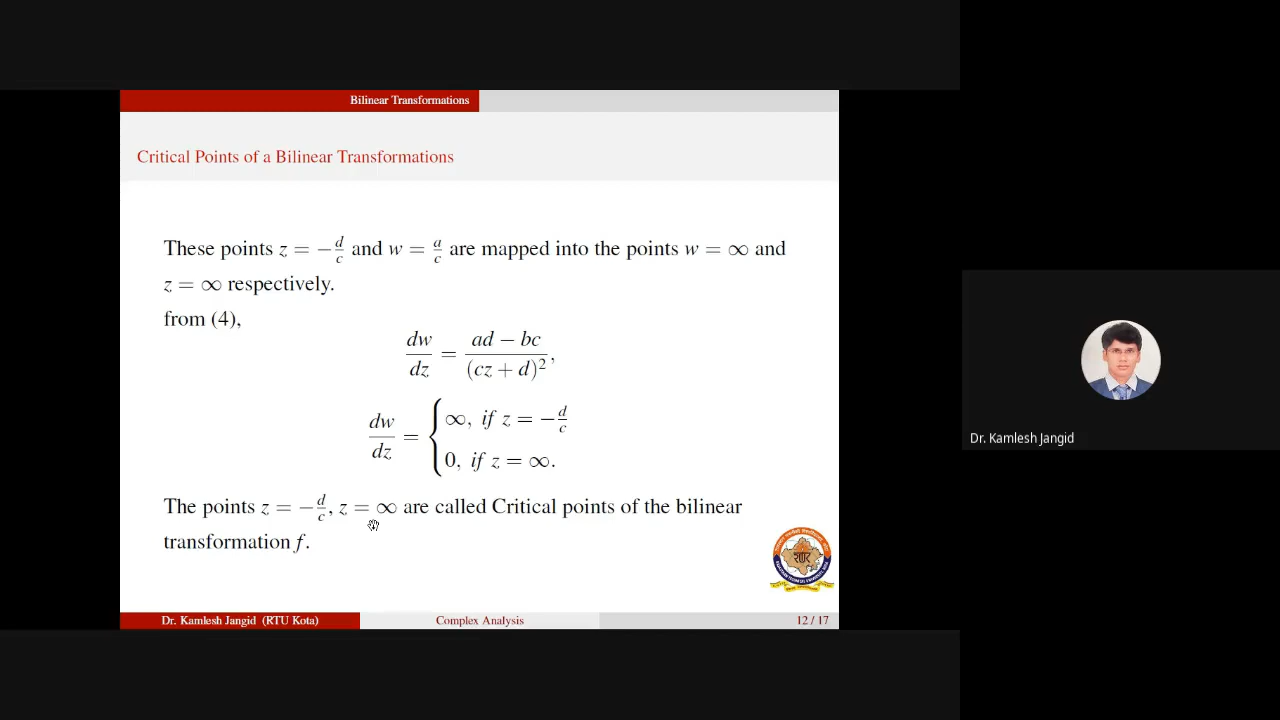 Bilinear Transformations
Critical Points of a Bilinear Transformations
These points z = −d/c and w = a/c are mapped into the points w = ∞ and
z = ∞ respectively.
from (4),
dw/dz = (ad − bc)/(cz + d)²,
dw/dz = { ∞, if z = −d/c
0, if z = ∞.
The points z = −d/c, z = ∞ are called Critical points of the bilinear
transformation f.
Dr. Kamlesh Jangid (RTU Kota)
Complex Analysis
12 / 17
Dr. Kamlesh Jangid